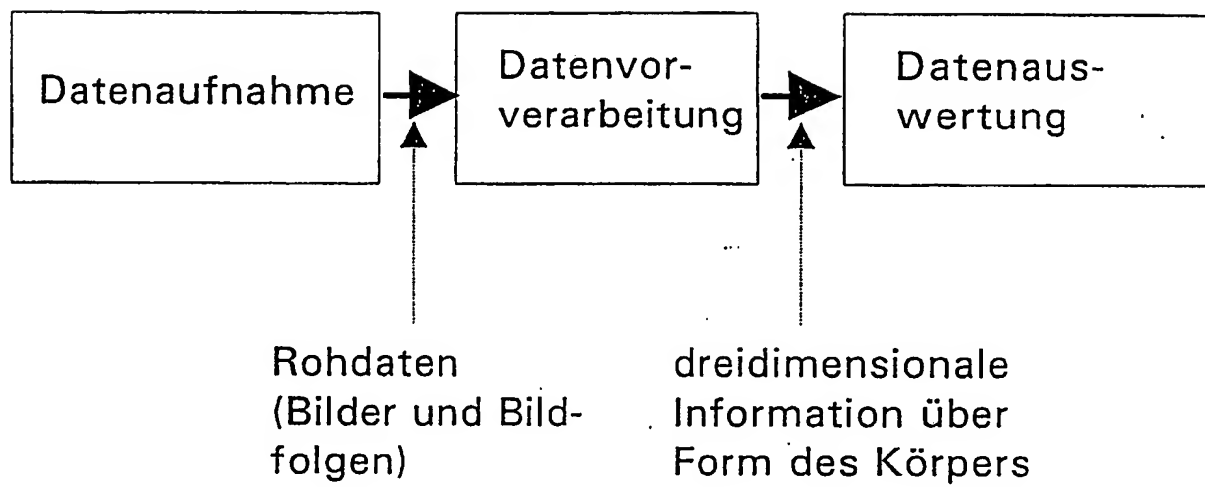 Datenaufnahme
Datenvor-
verarbeitung
Datenaus-
wertung
Rohdaten
(Bilder und Bild-
folgen)
dreidimensionale
Information über
Form des Körpers